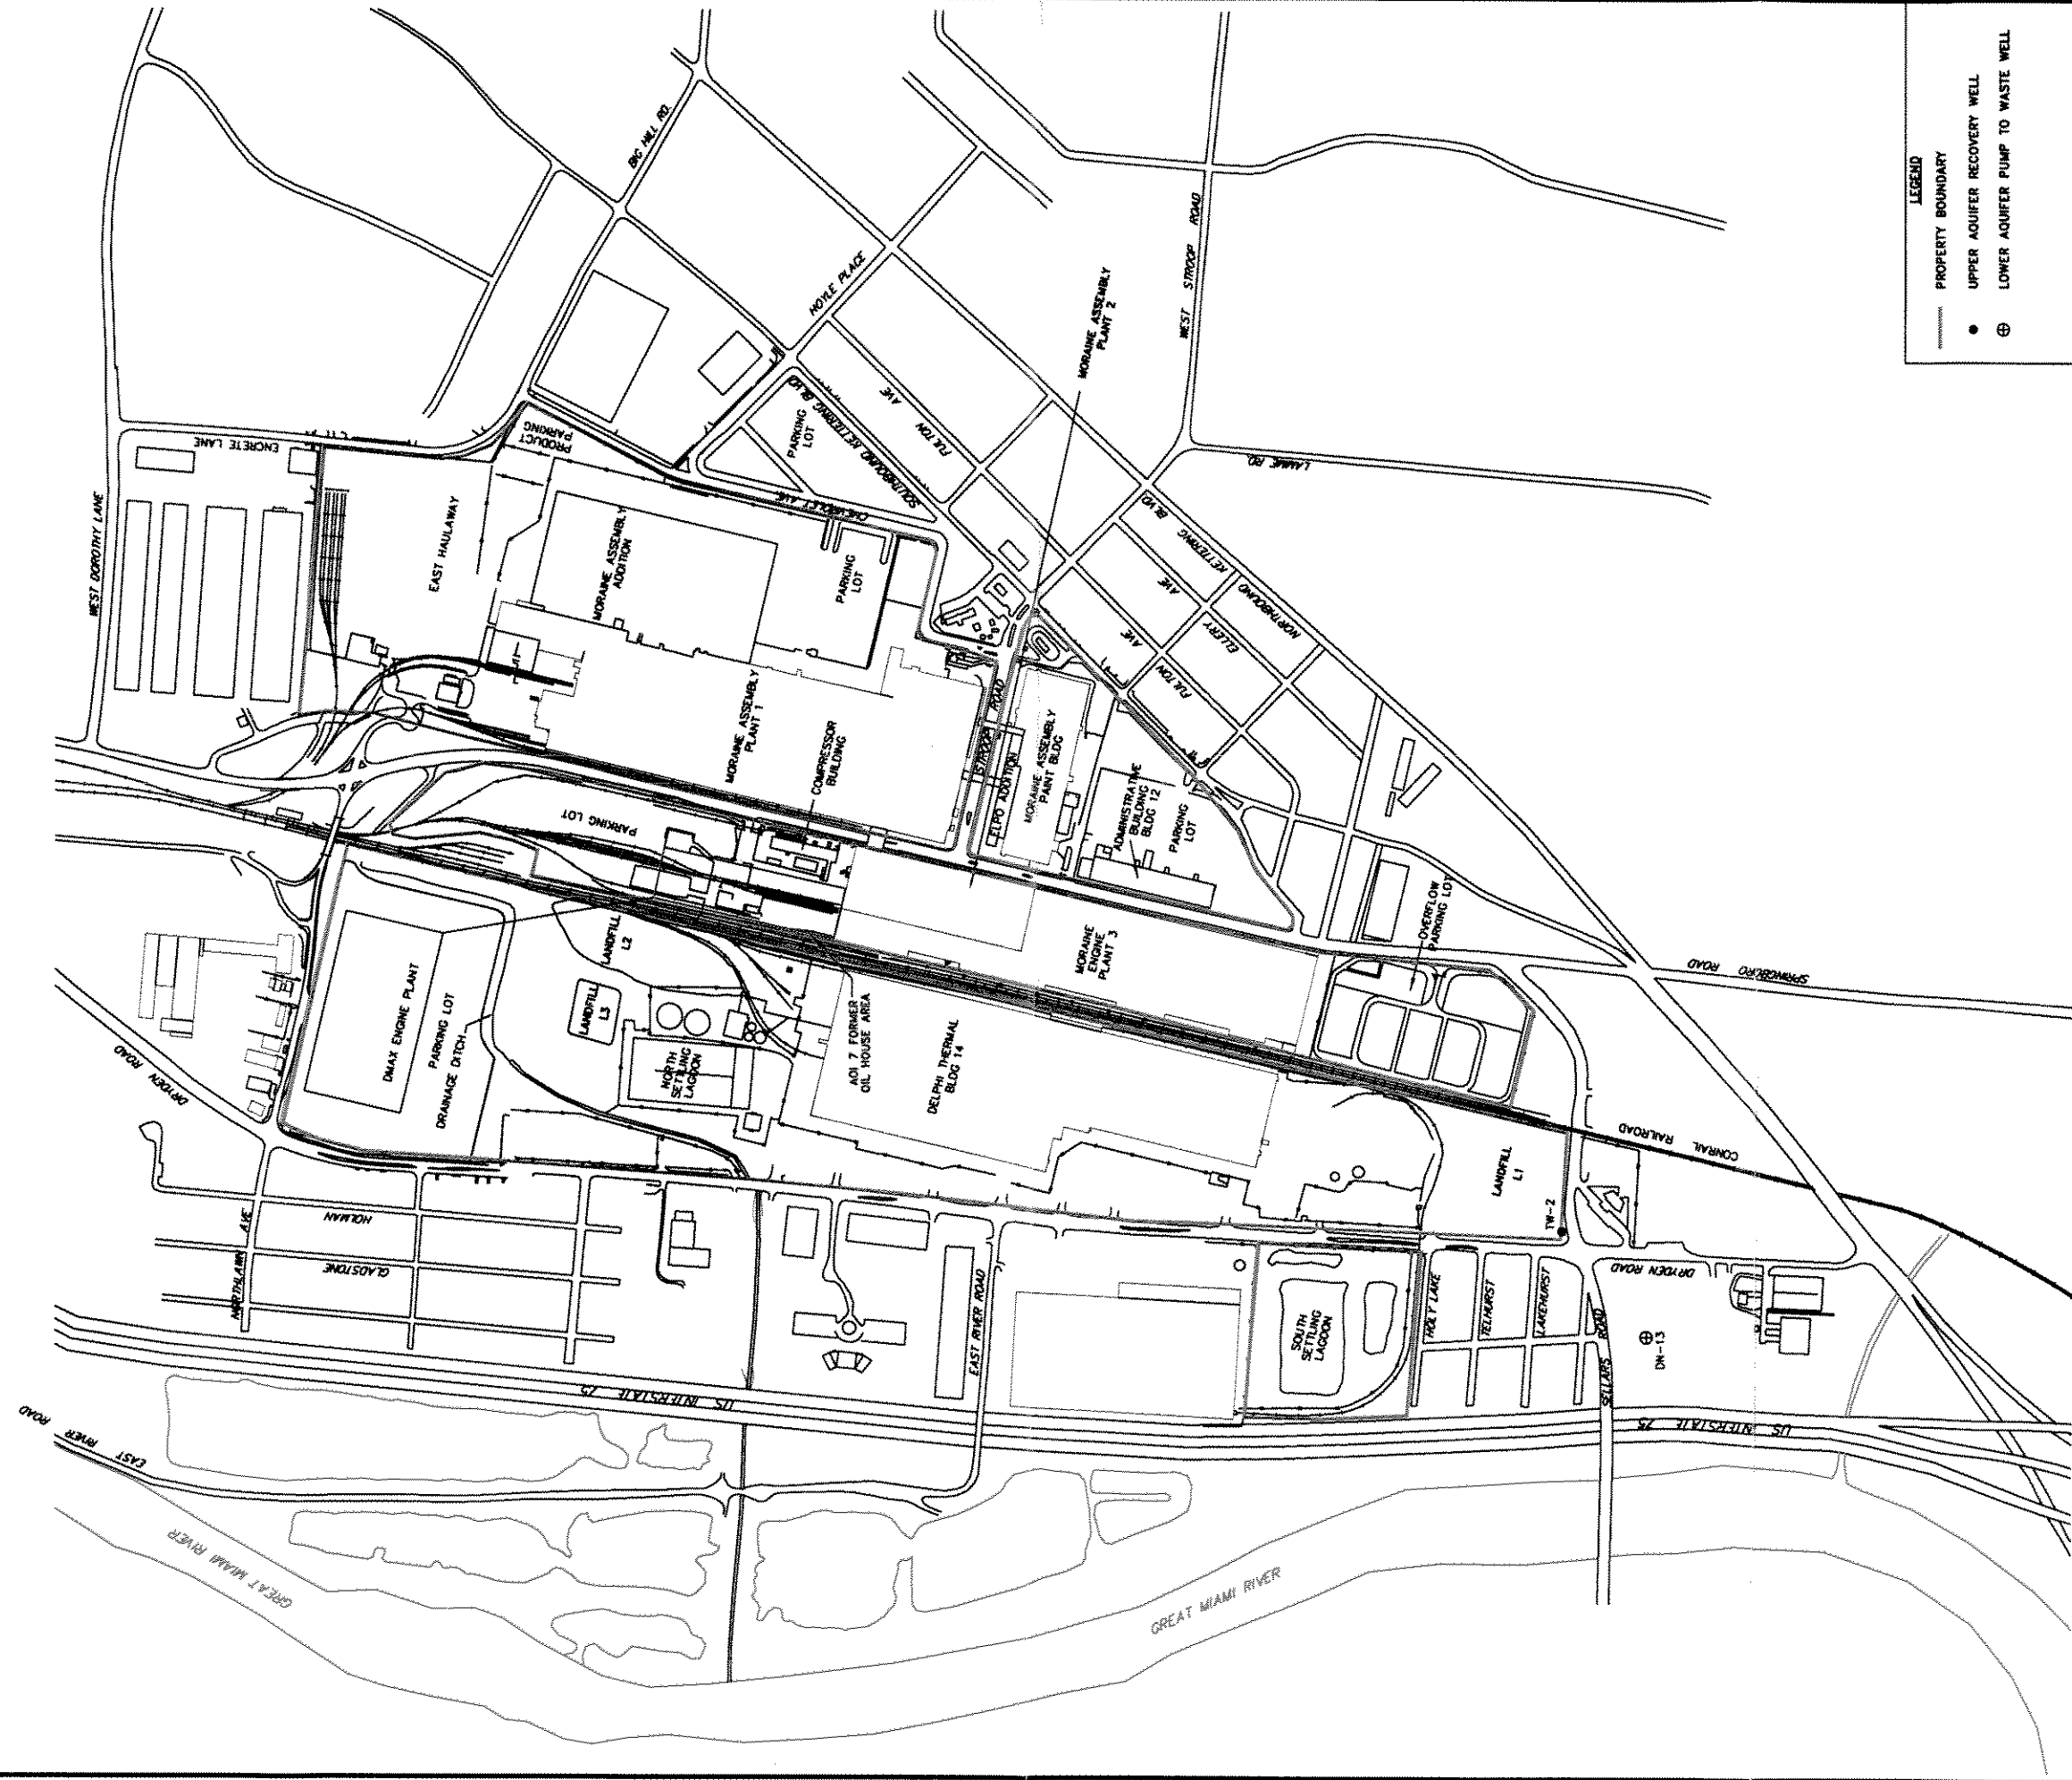 LEGEND
PROPERTY BOUNDARY
UPPER AQUIFER RECOVERY WELL
LOWER AQUIFER PUMP TO WASTE WELL
WEST DOROTHY LANE
ENCRETE LANE
BIG HILL RD.
HOYLE PLACE
WEST STROOP ROAD
LAMME RD.
PRODUCT
PARKING
PARKING
LOT
SOUTHBOUND KETTERING BLVD
FULTON
AVE
CHEVROLET AVE.
EAST HAULAWAY
MORAINE ASSEMBLY
ADDITION
PARKING
LOT
MORAINE ASSEMBLY
PLANT 2
NORTHBOUND KETTERING BLVD.
ELLERY
AVE
FULTON
AVE
MORAINE ASSEMBLY
PLANT 1
COMPRESSOR
BUILDING
STROOP ROAD
ELPO ADDITION
MORAINE ASSEMBLY
PAINT BLDG
ADMINISTRATIVE
BUILDING
BLDG 12
PARKING
LOT
PARKING LOT
OVERFLOW
PARKING LOT
SPRINGBORO ROAD
MORAINE
ENGINE
PLANT 3
LANDFILL
L2
LANDFILL
L3
DMAX ENGINE PLANT
PARKING LOT
DRAINAGE DITCH
NORTH
SETTLING
LAGOON
AOI 7 FORMER
OIL HOUSE AREA
DELPHI THERMAL
BLDG 14
CONRAIL RAILROAD
LANDFILL
L1
TW-2
DRYDEN ROAD
NORTHLAWN AVE
HOLMAN
GLADSTONE
EAST RIVER ROAD
SOUTH
SETTLING
LAGOON
HOLY LAKE
TELHURST
LAKEHURST
SELLARS ROAD
DRYDEN ROAD
DN-13
US INTERSTATE 75
US INTERSTATE 75
EAST RIVER ROAD
GREAT MIAMI RIVER
GREAT MIAMI RIVER